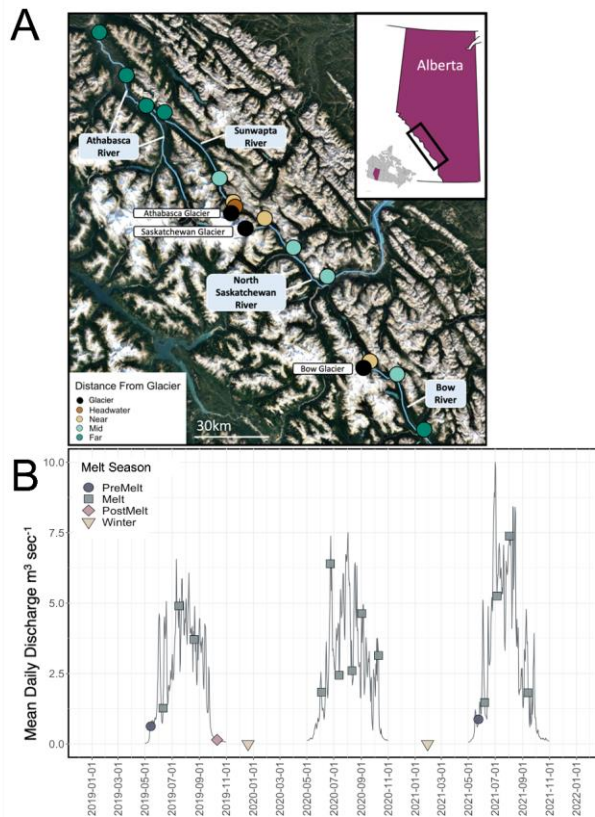 A
Alberta
Athabasca
River
Sunwapta
River
Athabasca Glacier
Saskatchewan Glacier
North
Saskatchewan
River
Bow Glacier
Bow
River
Distance From Glacier
Glacier
Headwater
Near
Mid
Far
30km
B
Melt Season
PreMelt
Melt
PostMelt
Winter
Mean Daily Discharge m³ sec⁻¹
10.0
7.5
5.0
2.5
0.0
2019-01-01
2019-03-01
2019-05-01
2019-07-01
2019-09-01
2019-11-01
2020-01-01
2020-03-01
2020-05-01
2020-07-01
2020-09-01
2020-11-01
2021-01-01
2021-03-01
2021-05-01
2021-07-01
2021-09-01
2021-11-01
2022-01-01